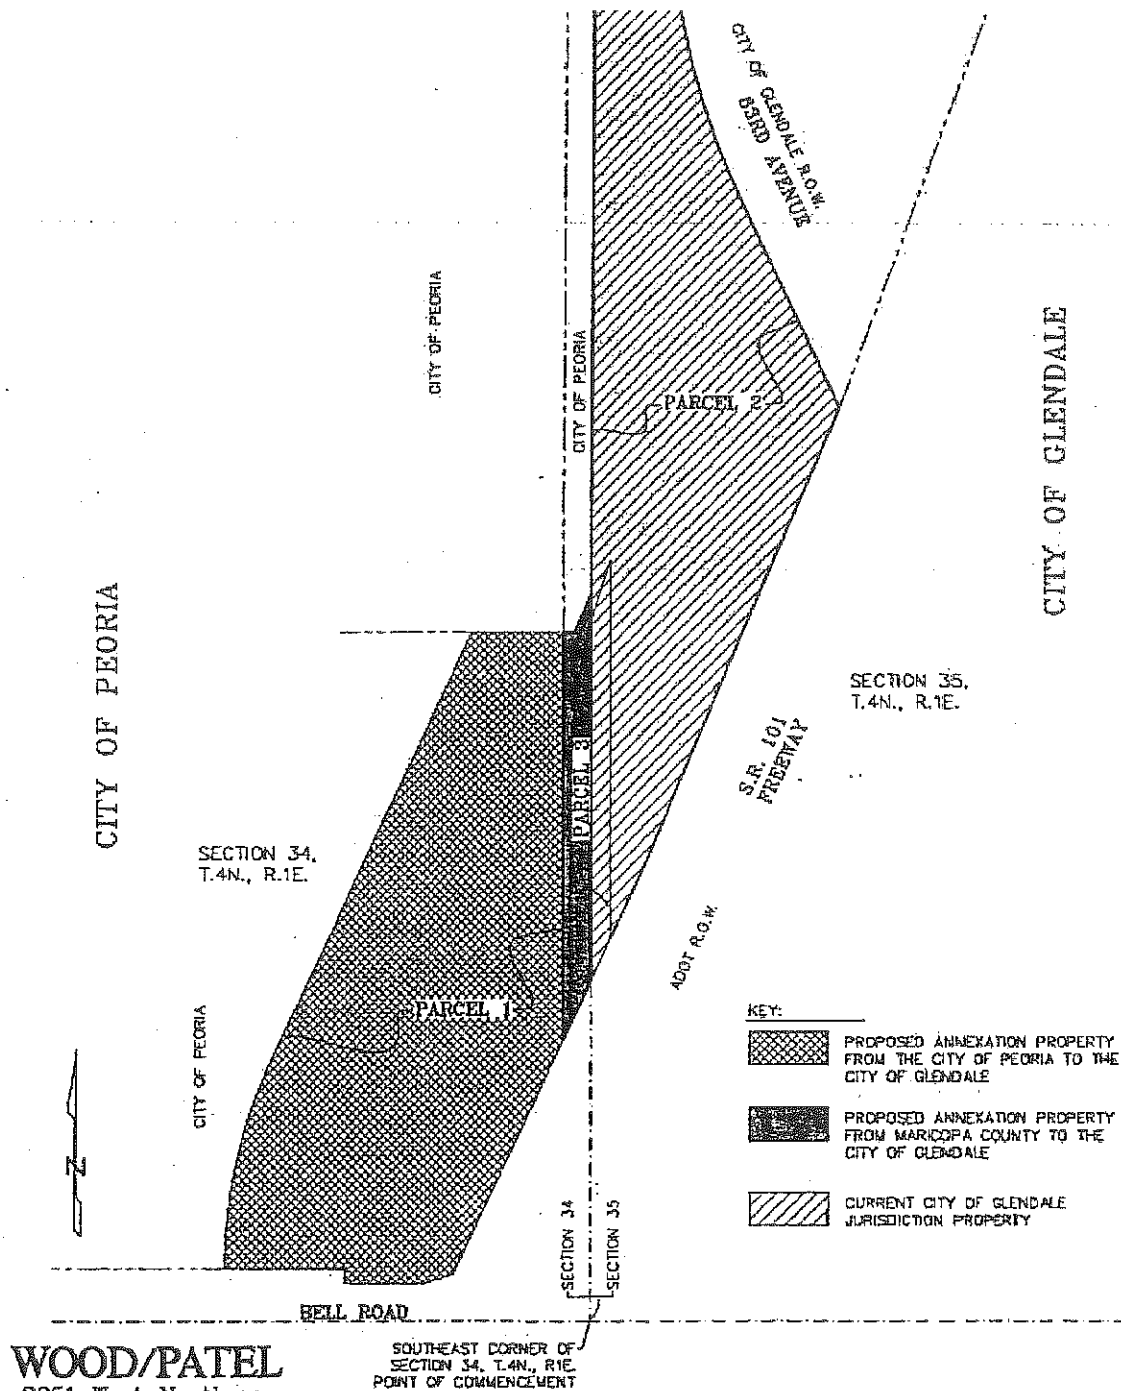 CITY OF GLENDALE R.O.W.
83RD AVENUE
CITY OF PEORIA
CITY OF PEORIA
PARCEL 2
CITY OF GLENDALE
CITY OF PEORIA
SECTION 35,
T.4N., R.1E.
S.R. 101
FREEWAY
PARCEL 3
SECTION 34,
T.4N., R.1E.
ADOT R.O.W.
PARCEL 1
CITY OF PEORIA
N
KEY:
PROPOSED ANNEXATION PROPERTY
FROM THE CITY OF PEORIA TO THE
CITY OF GLENDALE
PROPOSED ANNEXATION PROPERTY
FROM MARICOPA COUNTY TO THE
CITY OF GLENDALE
CURRENT CITY OF GLENDALE
JURISDICTION PROPERTY
SECTION 34
SECTION 35
BELL ROAD
SOUTHEAST CORNER OF
SECTION 34, T.4N., R1E.
POINT OF COMMENCEMENT
WOOD/PATEL